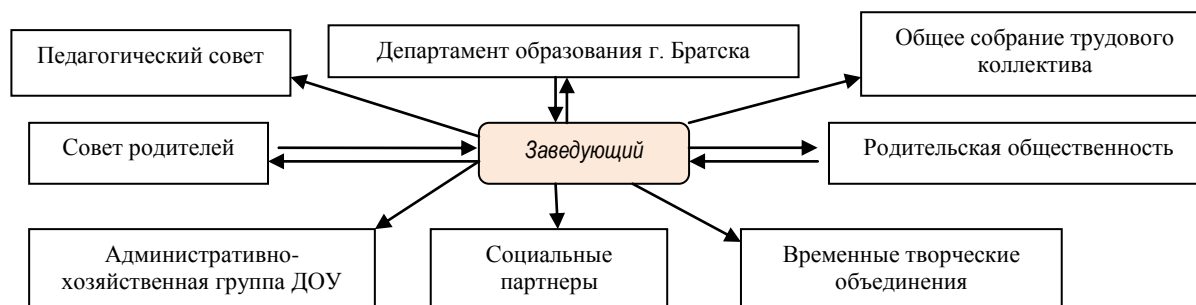 Педагогический совет
Департамент образования г. Братска
Общее собрание трудового
коллектива
Совет родителей
Заведующий
Родительская общественность
Административно-
хозяйственная группа ДОУ
Социальные
партнеры
Временные творческие
объединения